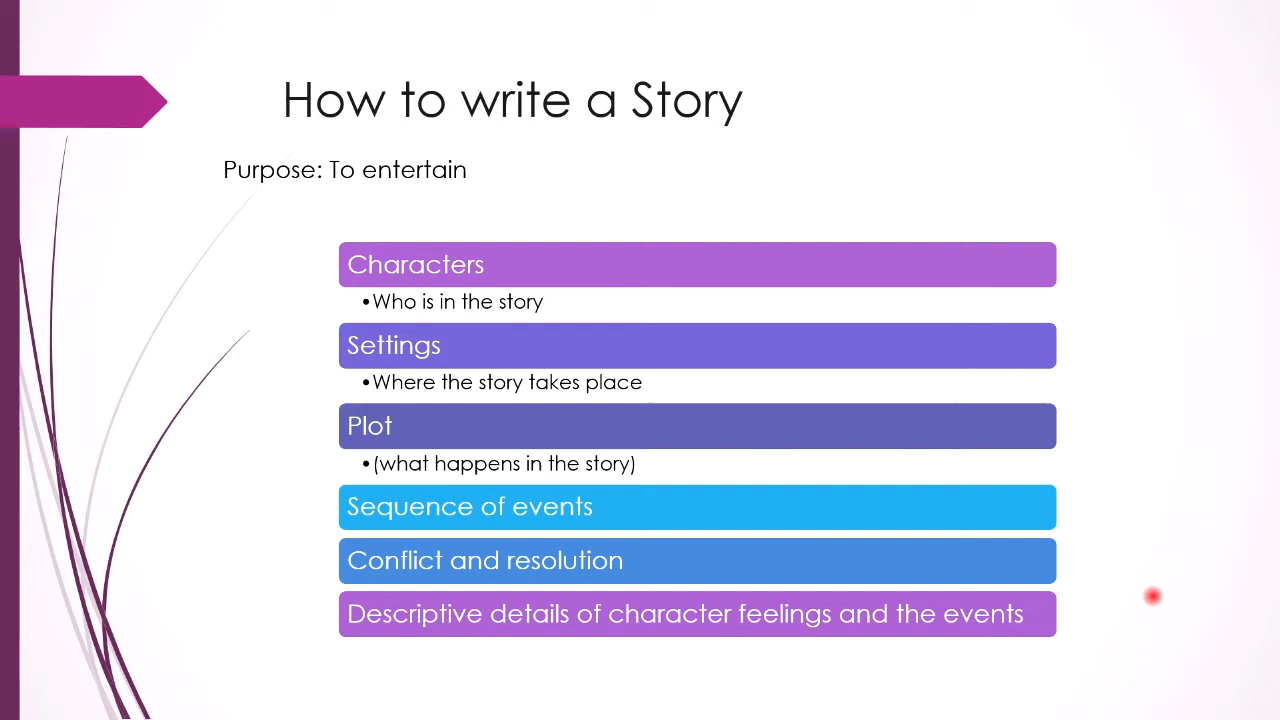 How to write a Story
Purpose: To entertain
Characters
•Who is in the story
Settings
•Where the story takes place
Plot
•(what happens in the story)
Sequence of events
Conflict and resolution
Descriptive details of character feelings and the events